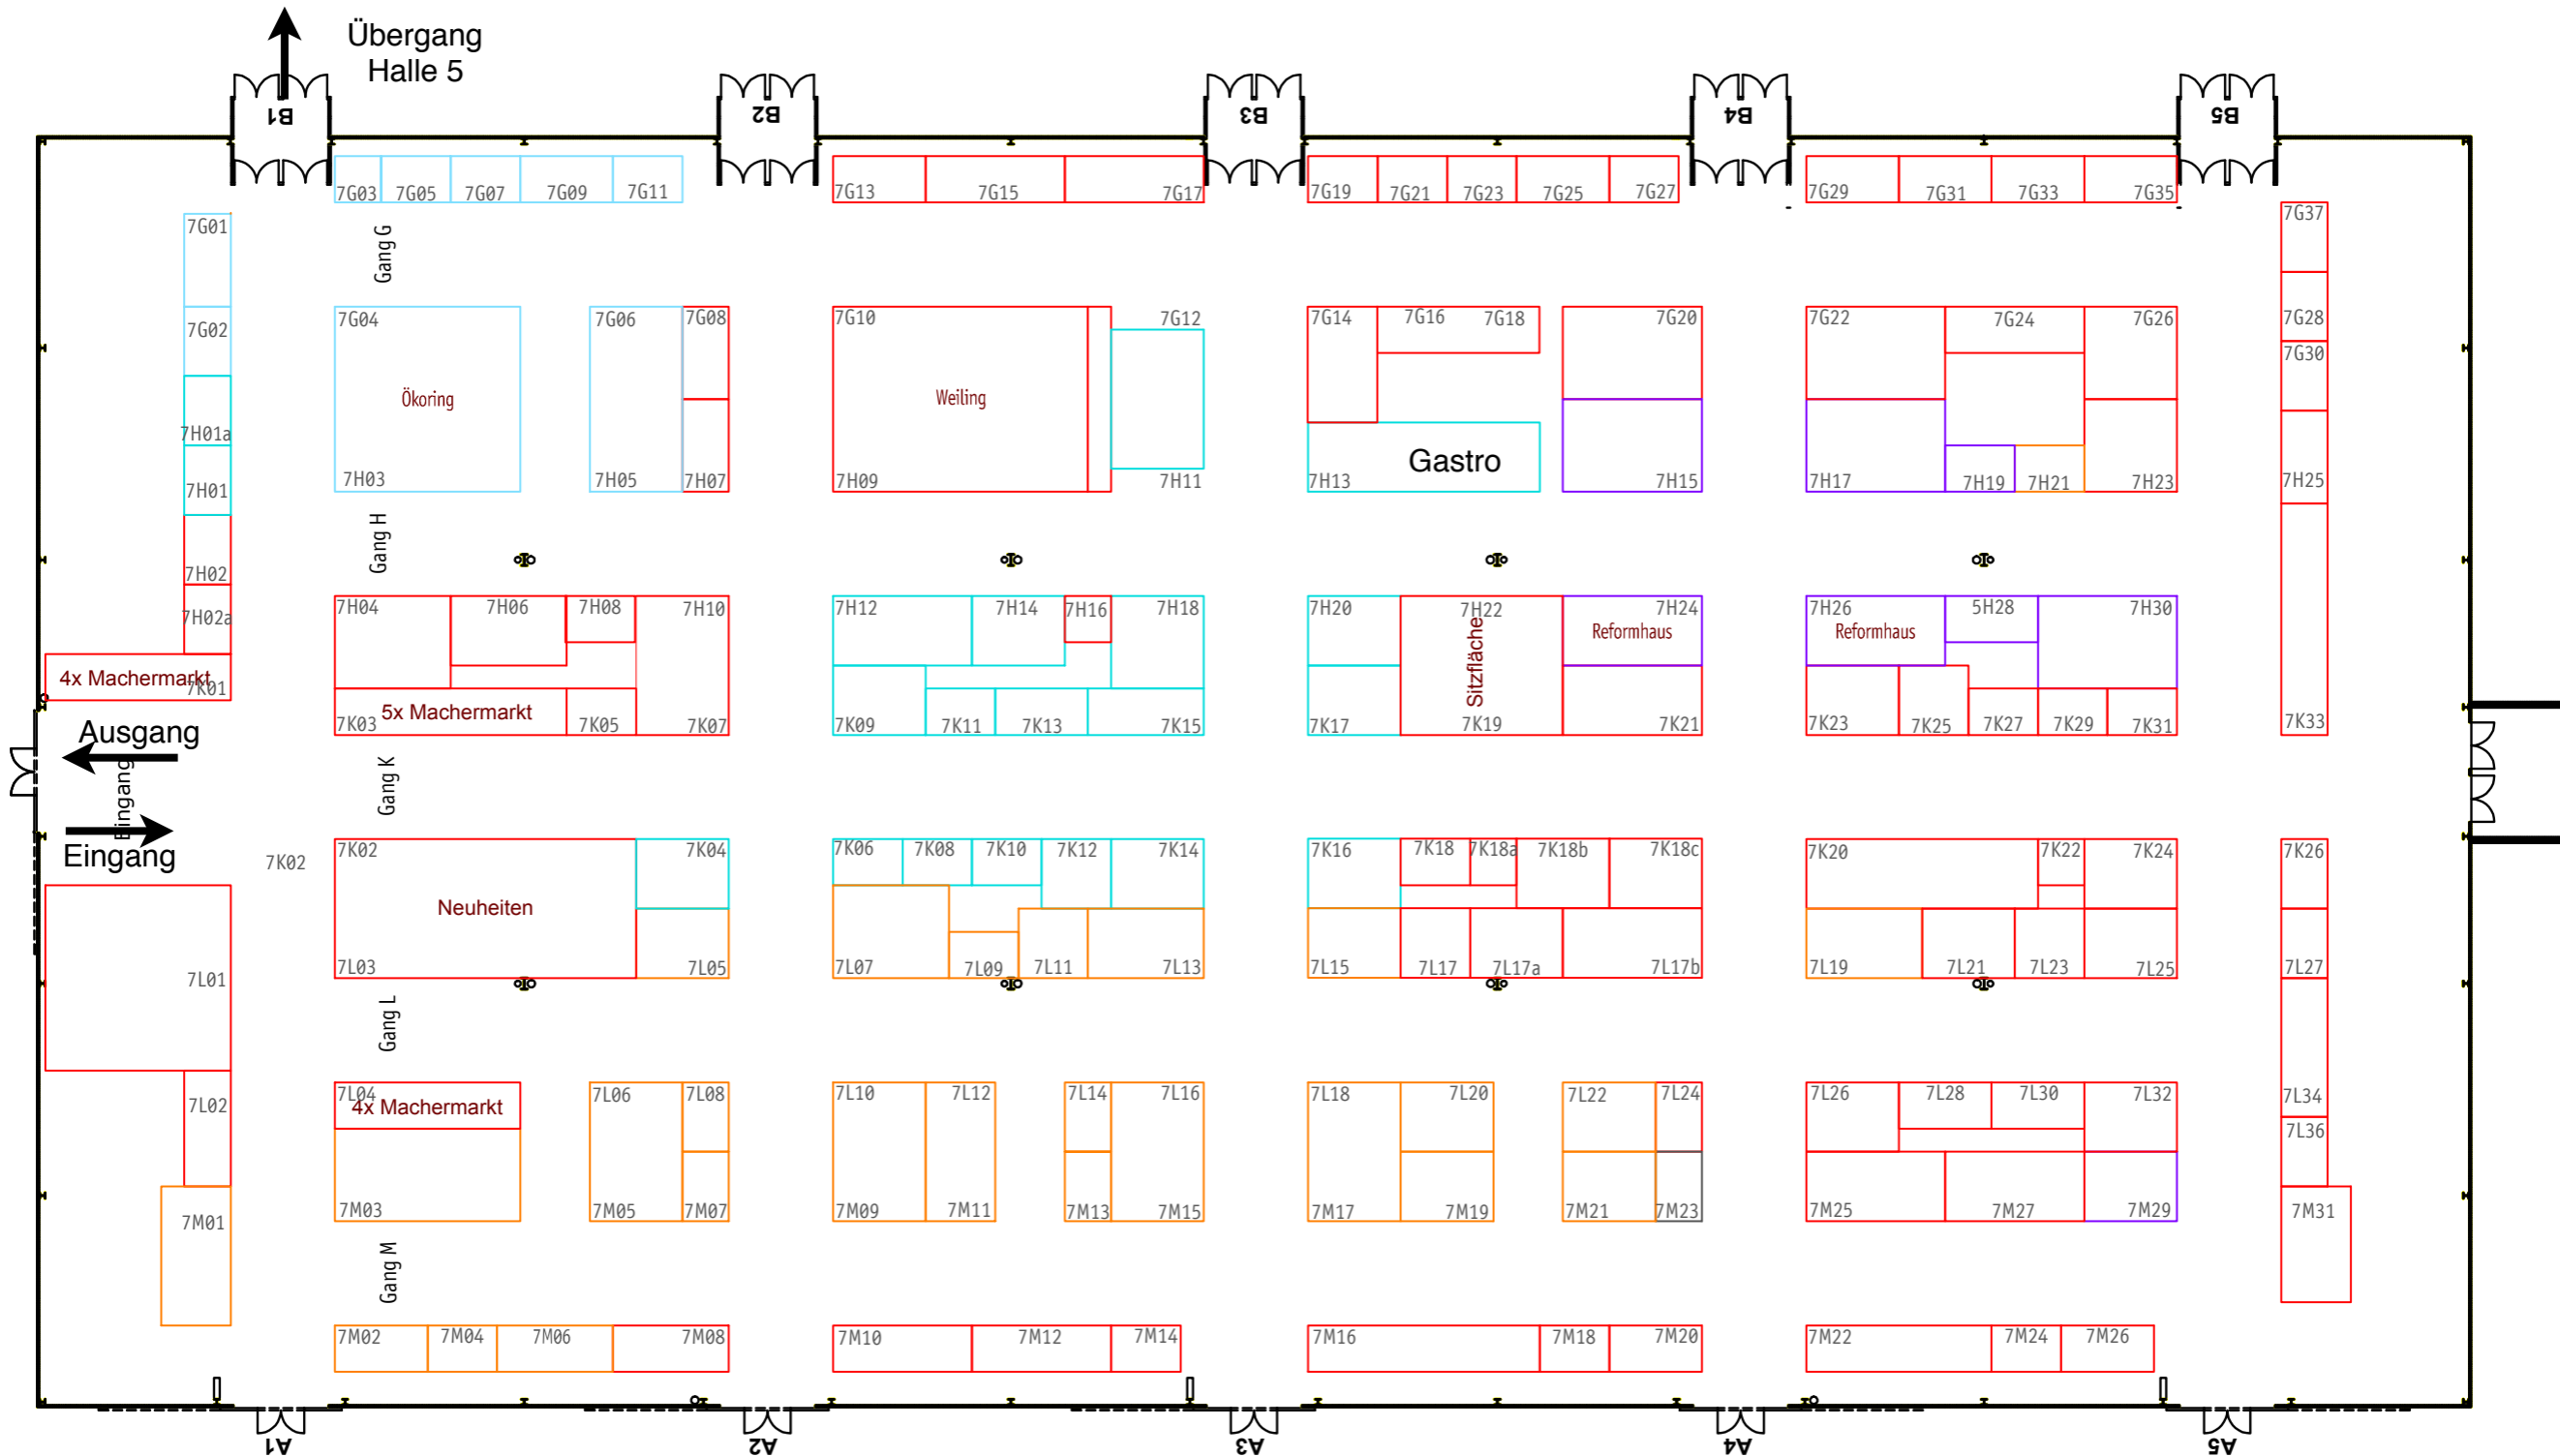 Übergang
Halle 5
B1
B2
B3
B4
B5
7G03 7G05 7G07 7G09 7G11
7G13 7G15 7G17
7G19 7G21 7G23 7G25 7G27
7G29 7G31 7G33 7G35
7G01
7G37
Gang G
7G02
7G04
7G06
7G08
7G10
7G12
7G14
7G16
7G18
7G20
7G22
7G24
7G26
7G28
7G30
Ökoring
Weiling
7H01a
7H01
7H03
7H05
7H07
7H09
7H11
7H13
Gastro
7H15
7H17
7H19
7H21
7H23
7H25
Gang H
7H02
7H02a
7H04
7H06
7H08
7H10
7H12
7H14
7H16
7H18
7H20
7H22
7H24
7H26
5H28
7H30
Sitzfläche
Reformhaus
Reformhaus
4x Machermarkt
7K01
7K03
5x Machermarkt
7K05
7K07
7K09
7K11
7K13
7K15
7K17
7K19
7K21
7K23
7K25
7K27
7K29
7K31
7K33
Ausgang
Eingang
Eingang
Gang K
7K02
7K02
7K04
7K06
7K08
7K10
7K12
7K14
7K16
7K18
7K18a
7K18b
7K18c
7K20
7K22
7K24
7K26
Neuheiten
7L01
7L03
7L05
7L07
7L09
7L11
7L13
7L15
7L17
7L17a
7L17b
7L19
7L21
7L23
7L25
7L27
Gang L
7L02
7L04
4x Machermarkt
7L06
7L08
7L10
7L12
7L14
7L16
7L18
7L20
7L22
7L24
7L26
7L28
7L30
7L32
7L34
7L36
7M01
7M03
7M05
7M07
7M09
7M11
7M13
7M15
7M17
7M19
7M21
7M23
7M25
7M27
7M29
7M31
Gang M
7M02
7M04
7M06
7M08
7M10
7M12
7M14
7M16
7M18
7M20
7M22
7M24
7M26
A1
A2
A3
A4
A5